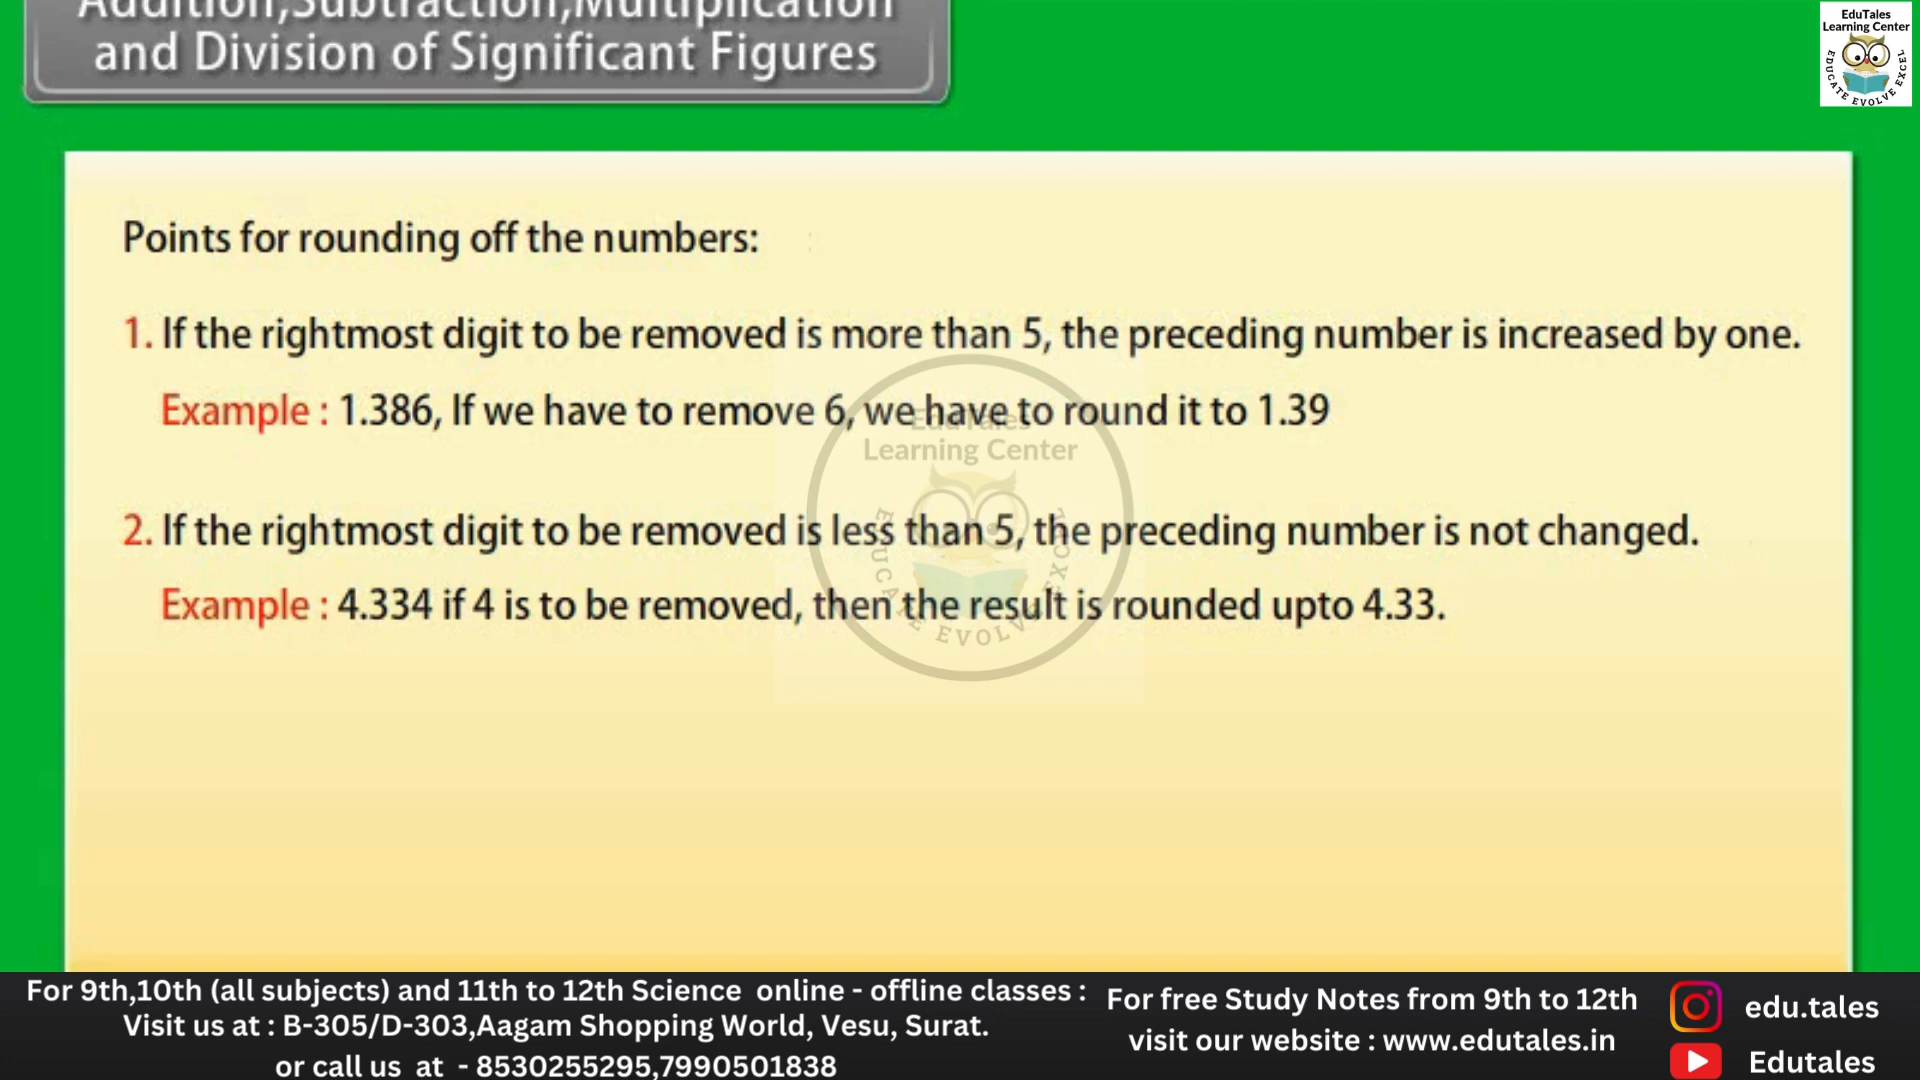 Addition,Subtraction,Multiplication
and Division of Significant Figures
EduTales
Learning Center
EDUCATE EVOLVE EXCEL
Points for rounding off the numbers:
1. If the rightmost digit to be removed is more than 5, the preceding number is increased by one.
Example : 1.386, If we have to remove 6, we have to round it to 1.39
EduTales
Learning Center
EDUCATE EVOLVE EXCEL
2. If the rightmost digit to be removed is less than 5, the preceding number is not changed.
Example : 4.334 if 4 is to be removed, then the result is rounded upto 4.33.
For 9th,10th (all subjects) and 11th to 12th Science online - offline classes :
Visit us at : B-305/D-303,Aagam Shopping World, Vesu, Surat.
or call us at - 8530255295,7990501838
For free Study Notes from 9th to 12th
visit our website : www.edutales.in
edu.tales
Edutales